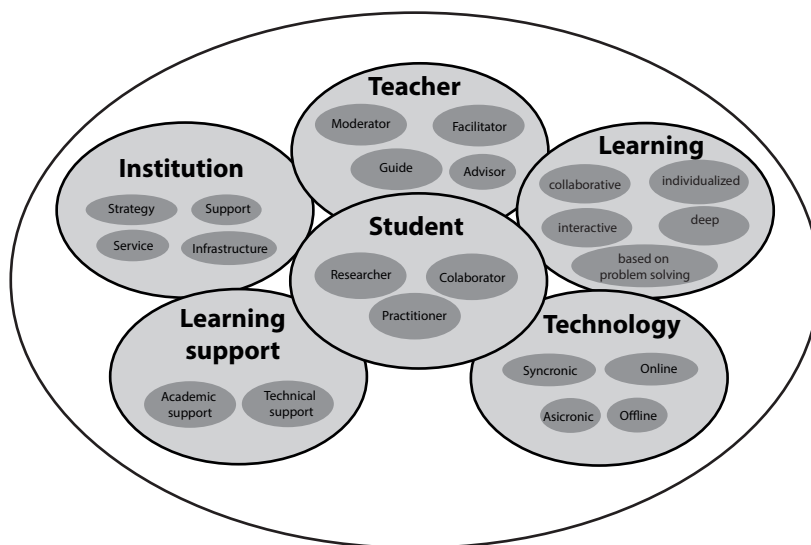 Teacher
Moderator
Facilitator
Guide
Advisor
Institution
Strategy
Support
Service
Infrastructure
Learning
collaborative
individualized
interactive
deep
based on
problem solving
Student
Researcher
Colaborator
Practitioner
Learning
support
Academic
support
Technical
support
Technology
Syncronic
Online
Asicronic
Offline